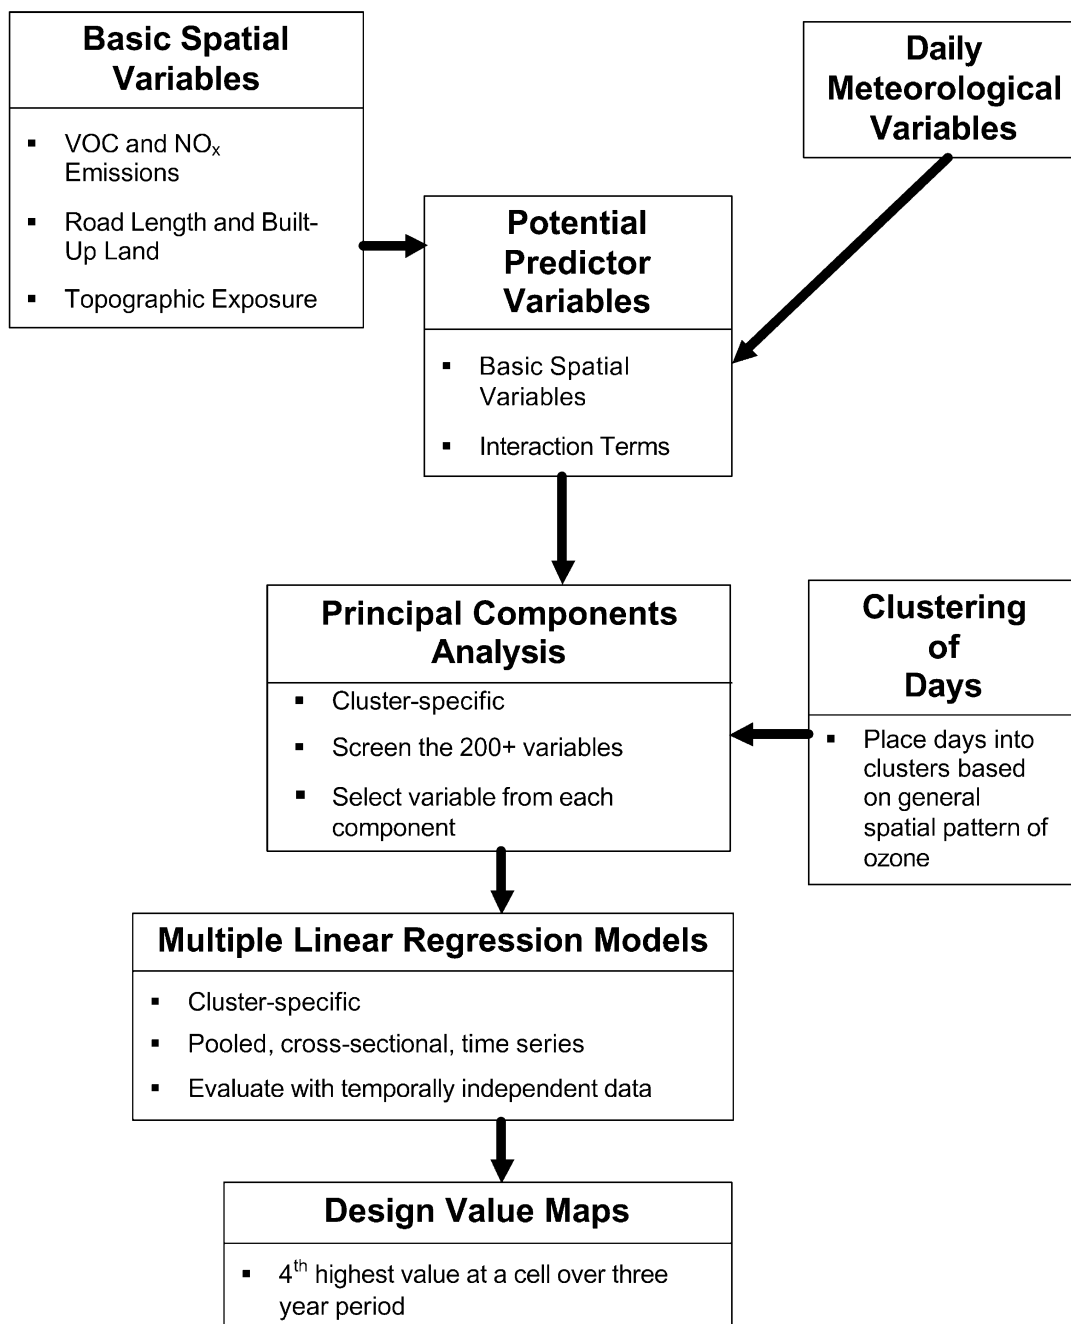 Basic Spatial
Variables
▪ VOC and NOₓ
Emissions
▪ Road Length and Built-
Up Land
▪ Topographic Exposure
Daily
Meteorological
Variables
Potential
Predictor
Variables
▪ Basic Spatial
Variables
▪ Interaction Terms
Principal Components
Analysis
▪ Cluster-specific
▪ Screen the 200+ variables
▪ Select variable from each
component
Clustering
of
Days
▪ Place days into
clusters based
on general
spatial pattern of
ozone
Multiple Linear Regression Models
▪ Cluster-specific
▪ Pooled, cross-sectional, time series
▪ Evaluate with temporally independent data
Design Value Maps
▪ 4th highest value at a cell over three
year period